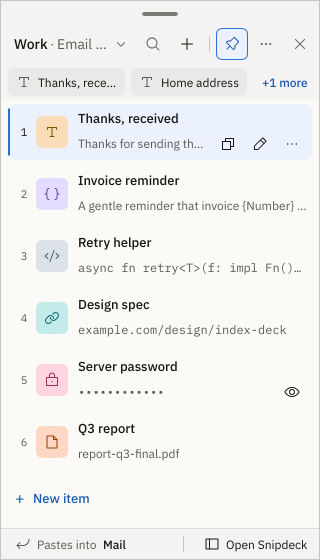 Work · Email ...
Thanks, rece...
Home address
+1 more
1
Thanks, received
Thanks for sending th...
2
Invoice reminder
A gentle reminder that invoice {Number} ...
3
Retry helper
async fn retry<T>(f: impl Fn()...
4
Design spec
example.com/design/index-deck
5
Server password
••••••••••••
6
Q3 report
report-q3-final.pdf
+ New item
Pastes into Mail
Open Snipdeck